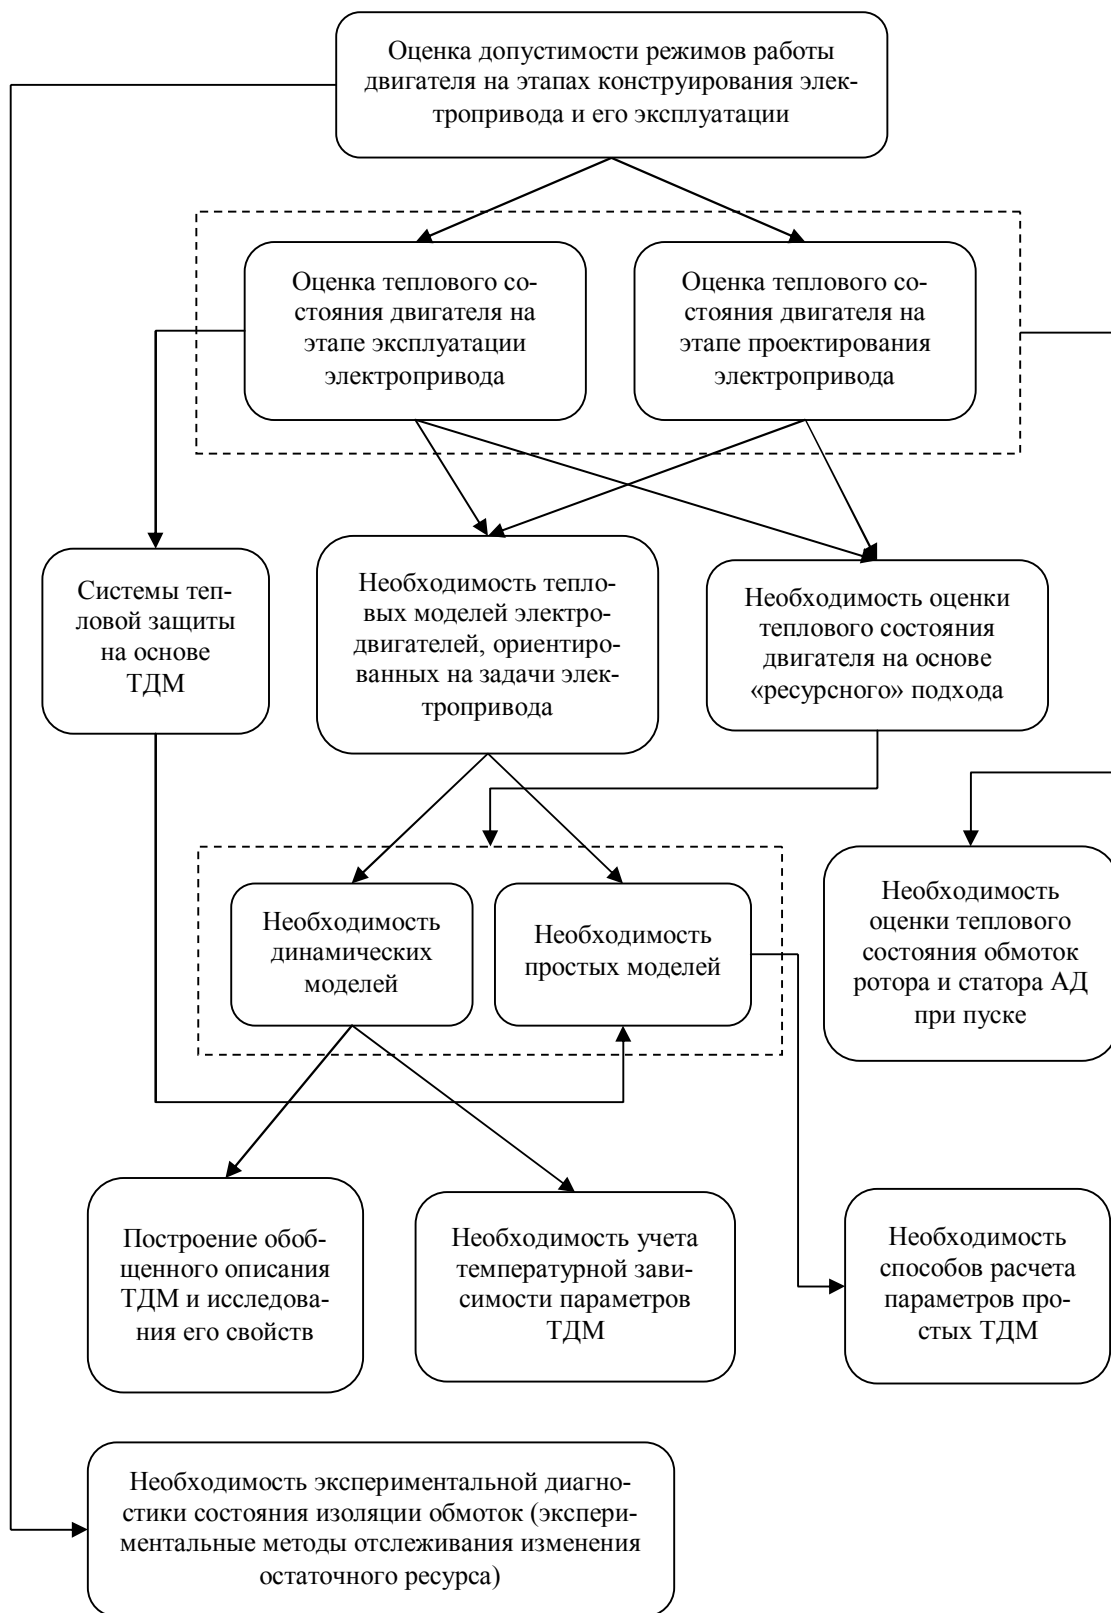 Оценка допустимости режимов работы
двигателя на этапах конструирования элек-
тропривода и его эксплуатации
Оценка теплового со-
стояния двигателя на
этапе эксплуатации
электропривода
Оценка теплового со-
стояния двигателя на
этапе проектирования
электропривода
Системы теп-
ловой защиты
на основе
ТДМ
Необходимость тепло-
вых моделей электро-
двигателей, ориентиро-
ванных на задачи элек-
тропривода
Необходимость оценки
теплового состояния
двигателя на основе
«ресурсного» подхода
Необходимость
динамических
моделей
Необходимость
простых моделей
Необходимость
оценки теплового
состояния обмоток
ротора и статора АД
при пуске
Построение обоб-
щенного описания
ТДМ и исследова-
ния его свойств
Необходимость учета
температурной зави-
симости параметров
ТДМ
Необходимость
способов расчета
параметров про-
стых ТДМ
Необходимость экспериментальной диагно-
стики состояния изоляции обмоток (экспери-
ментальные методы отслеживания изменения
остаточного ресурса)